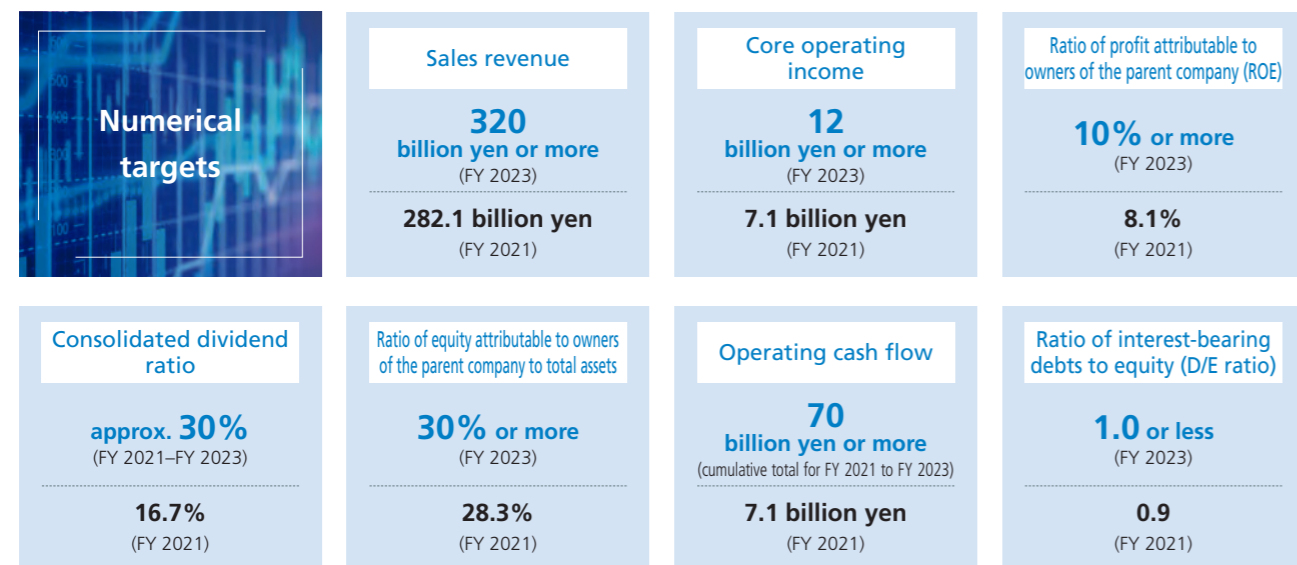 Numerical
targets
Sales revenue
320
billion yen or more
(FY 2023)
282.1 billion yen
(FY 2021)
Core operating
income
12
billion yen or more
(FY 2023)
7.1 billion yen
(FY 2021)
Ratio of profit attributable to
owners of the parent company (ROE)
10% or more
(FY 2023)
8.1%
(FY 2021)
Consolidated dividend
ratio
approx. 30%
(FY 2021–FY 2023)
16.7%
(FY 2021)
Ratio of equity attributable to owners
of the parent company to total assets
30% or more
(FY 2023)
28.3%
(FY 2021)
Operating cash flow
70
billion yen or more
(cumulative total for FY 2021 to FY 2023)
7.1 billion yen
(FY 2021)
Ratio of interest-bearing
debts to equity (D/E ratio)
1.0 or less
(FY 2023)
0.9
(FY 2021)